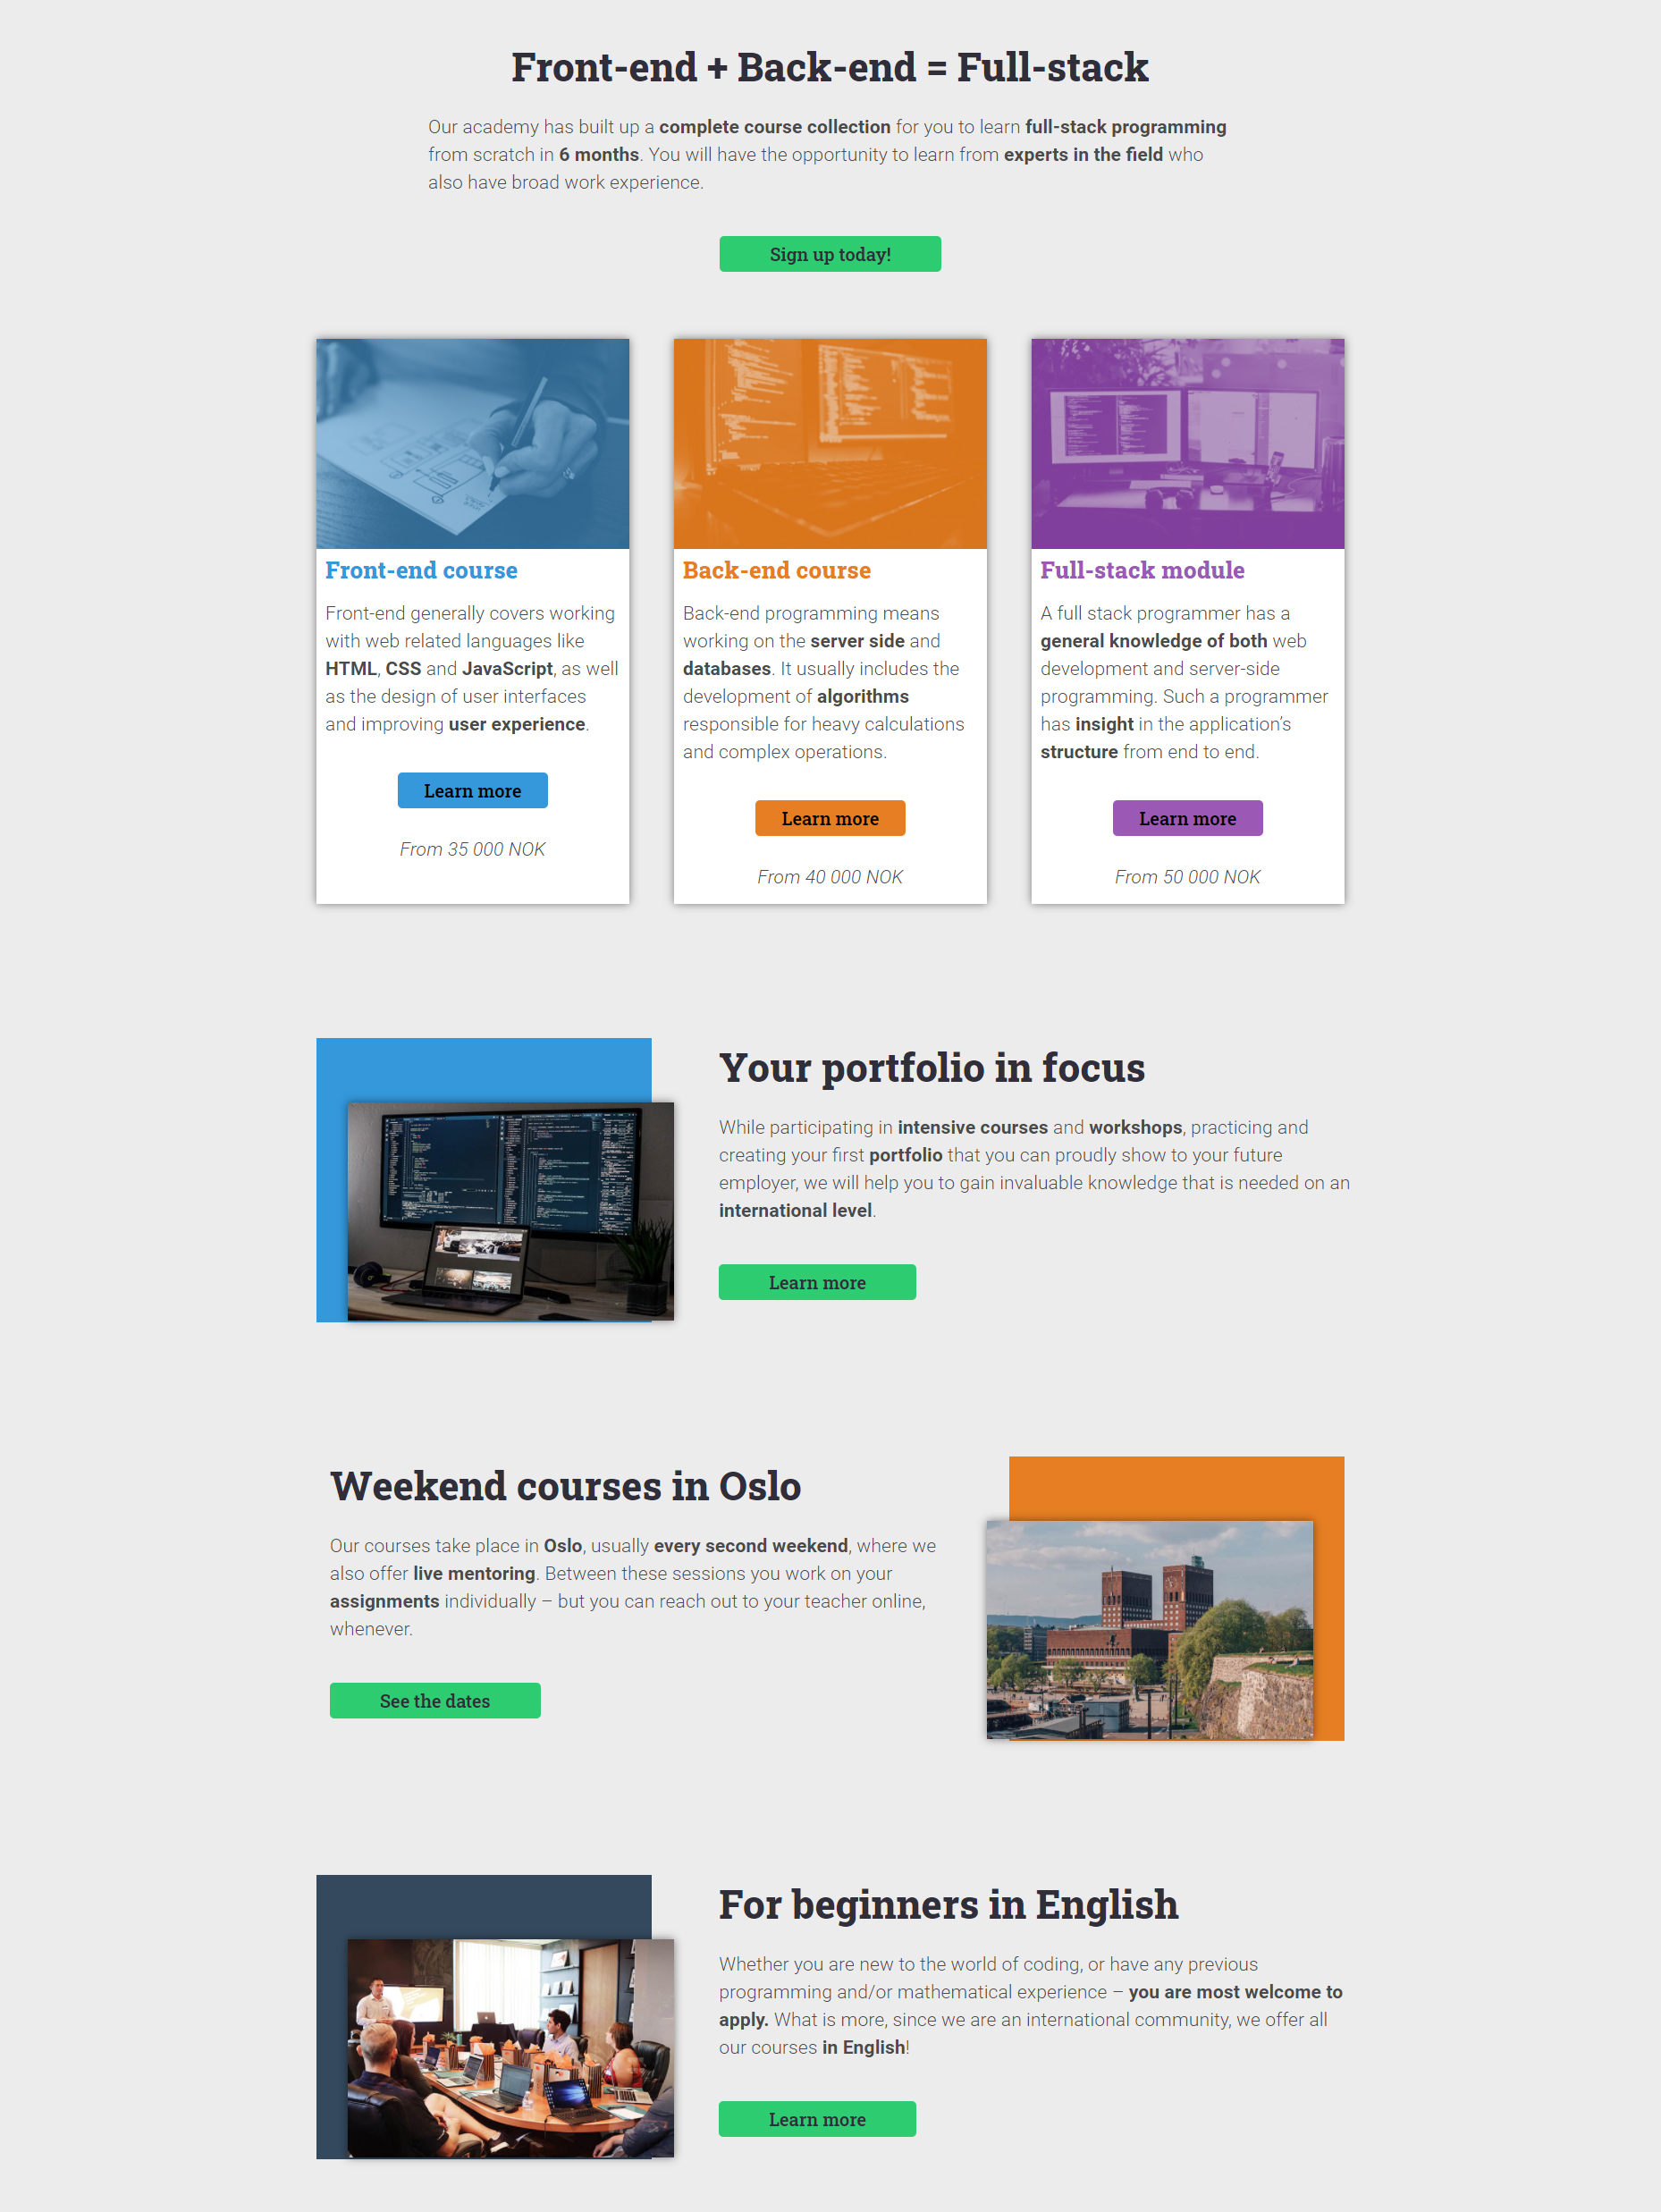 Front-end + Back-end = Full-stack
Our academy has built up a complete course collection for you to learn full-stack programming
from scratch in 6 months. You will have the opportunity to learn from experts in the field who
also have broad work experience.
Sign up today!
Front-end course
Front-end generally covers working
with web related languages like
HTML, CSS and JavaScript, as well
as the design of user interfaces
and improving user experience.
Learn more
From 35 000 NOK
Back-end course
Back-end programming means
working on the server side and
databases. It usually includes the
development of algorithms
responsible for heavy calculations
and complex operations.
Learn more
From 40 000 NOK
Full-stack module
A full stack programmer has a
general knowledge of both web
development and server-side
programming. Such a programmer
has insight in the application’s
structure from end to end.
Learn more
From 50 000 NOK
Your portfolio in focus
While participating in intensive courses and workshops, practicing and
creating your first portfolio that you can proudly show to your future
employer, we will help you to gain invaluable knowledge that is needed on an
international level.
Learn more
Weekend courses in Oslo
Our courses take place in Oslo, usually every second weekend, where we
also offer live mentoring. Between these sessions you work on your
assignments individually – but you can reach out to your teacher online,
whenever.
See the dates
For beginners in English
Whether you are new to the world of coding, or have any previous
programming and/or mathematical experience – you are most welcome to
apply. What is more, since we are an international community, we offer all
our courses in English!
Learn more